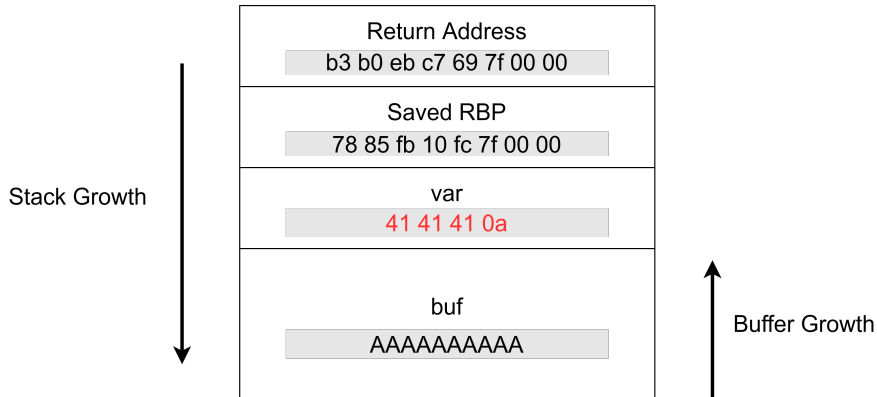 Return Address
b3 b0 eb c7 69 7f 00 00
Saved RBP
78 85 fb 10 fc 7f 00 00
Stack Growth
var
41 41 41 0a
buf
Buffer Growth
AAAAAAAAAA